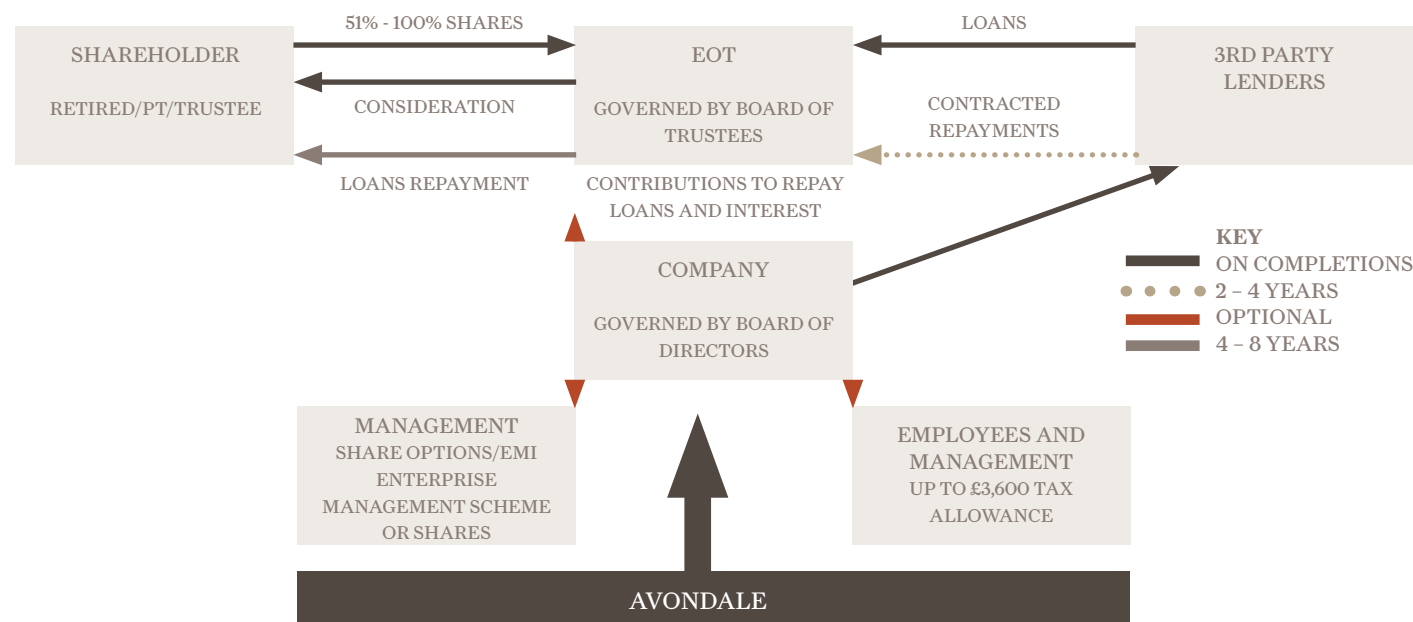 51% - 100% SHARES
LOANS
SHAREHOLDER
RETIRED/PT/TRUSTEE
CONSIDERATION
LOANS REPAYMENT
EOT
GOVERNED BY BOARD OF
TRUSTEES
CONTRACTED
REPAYMENTS
3RD PARTY
LENDERS
CONTRIBUTIONS TO REPAY
LOANS AND INTEREST
COMPANY
GOVERNED BY BOARD OF
DIRECTORS
KEY
ON COMPLETIONS
2 – 4 YEARS
OPTIONAL
4 – 8 YEARS
MANAGEMENT
SHARE OPTIONS/EMI
ENTERPRISE
MANAGEMENT SCHEME
OR SHARES
EMPLOYEES AND
MANAGEMENT
UP TO £3,600 TAX
ALLOWANCE
AVONDALE